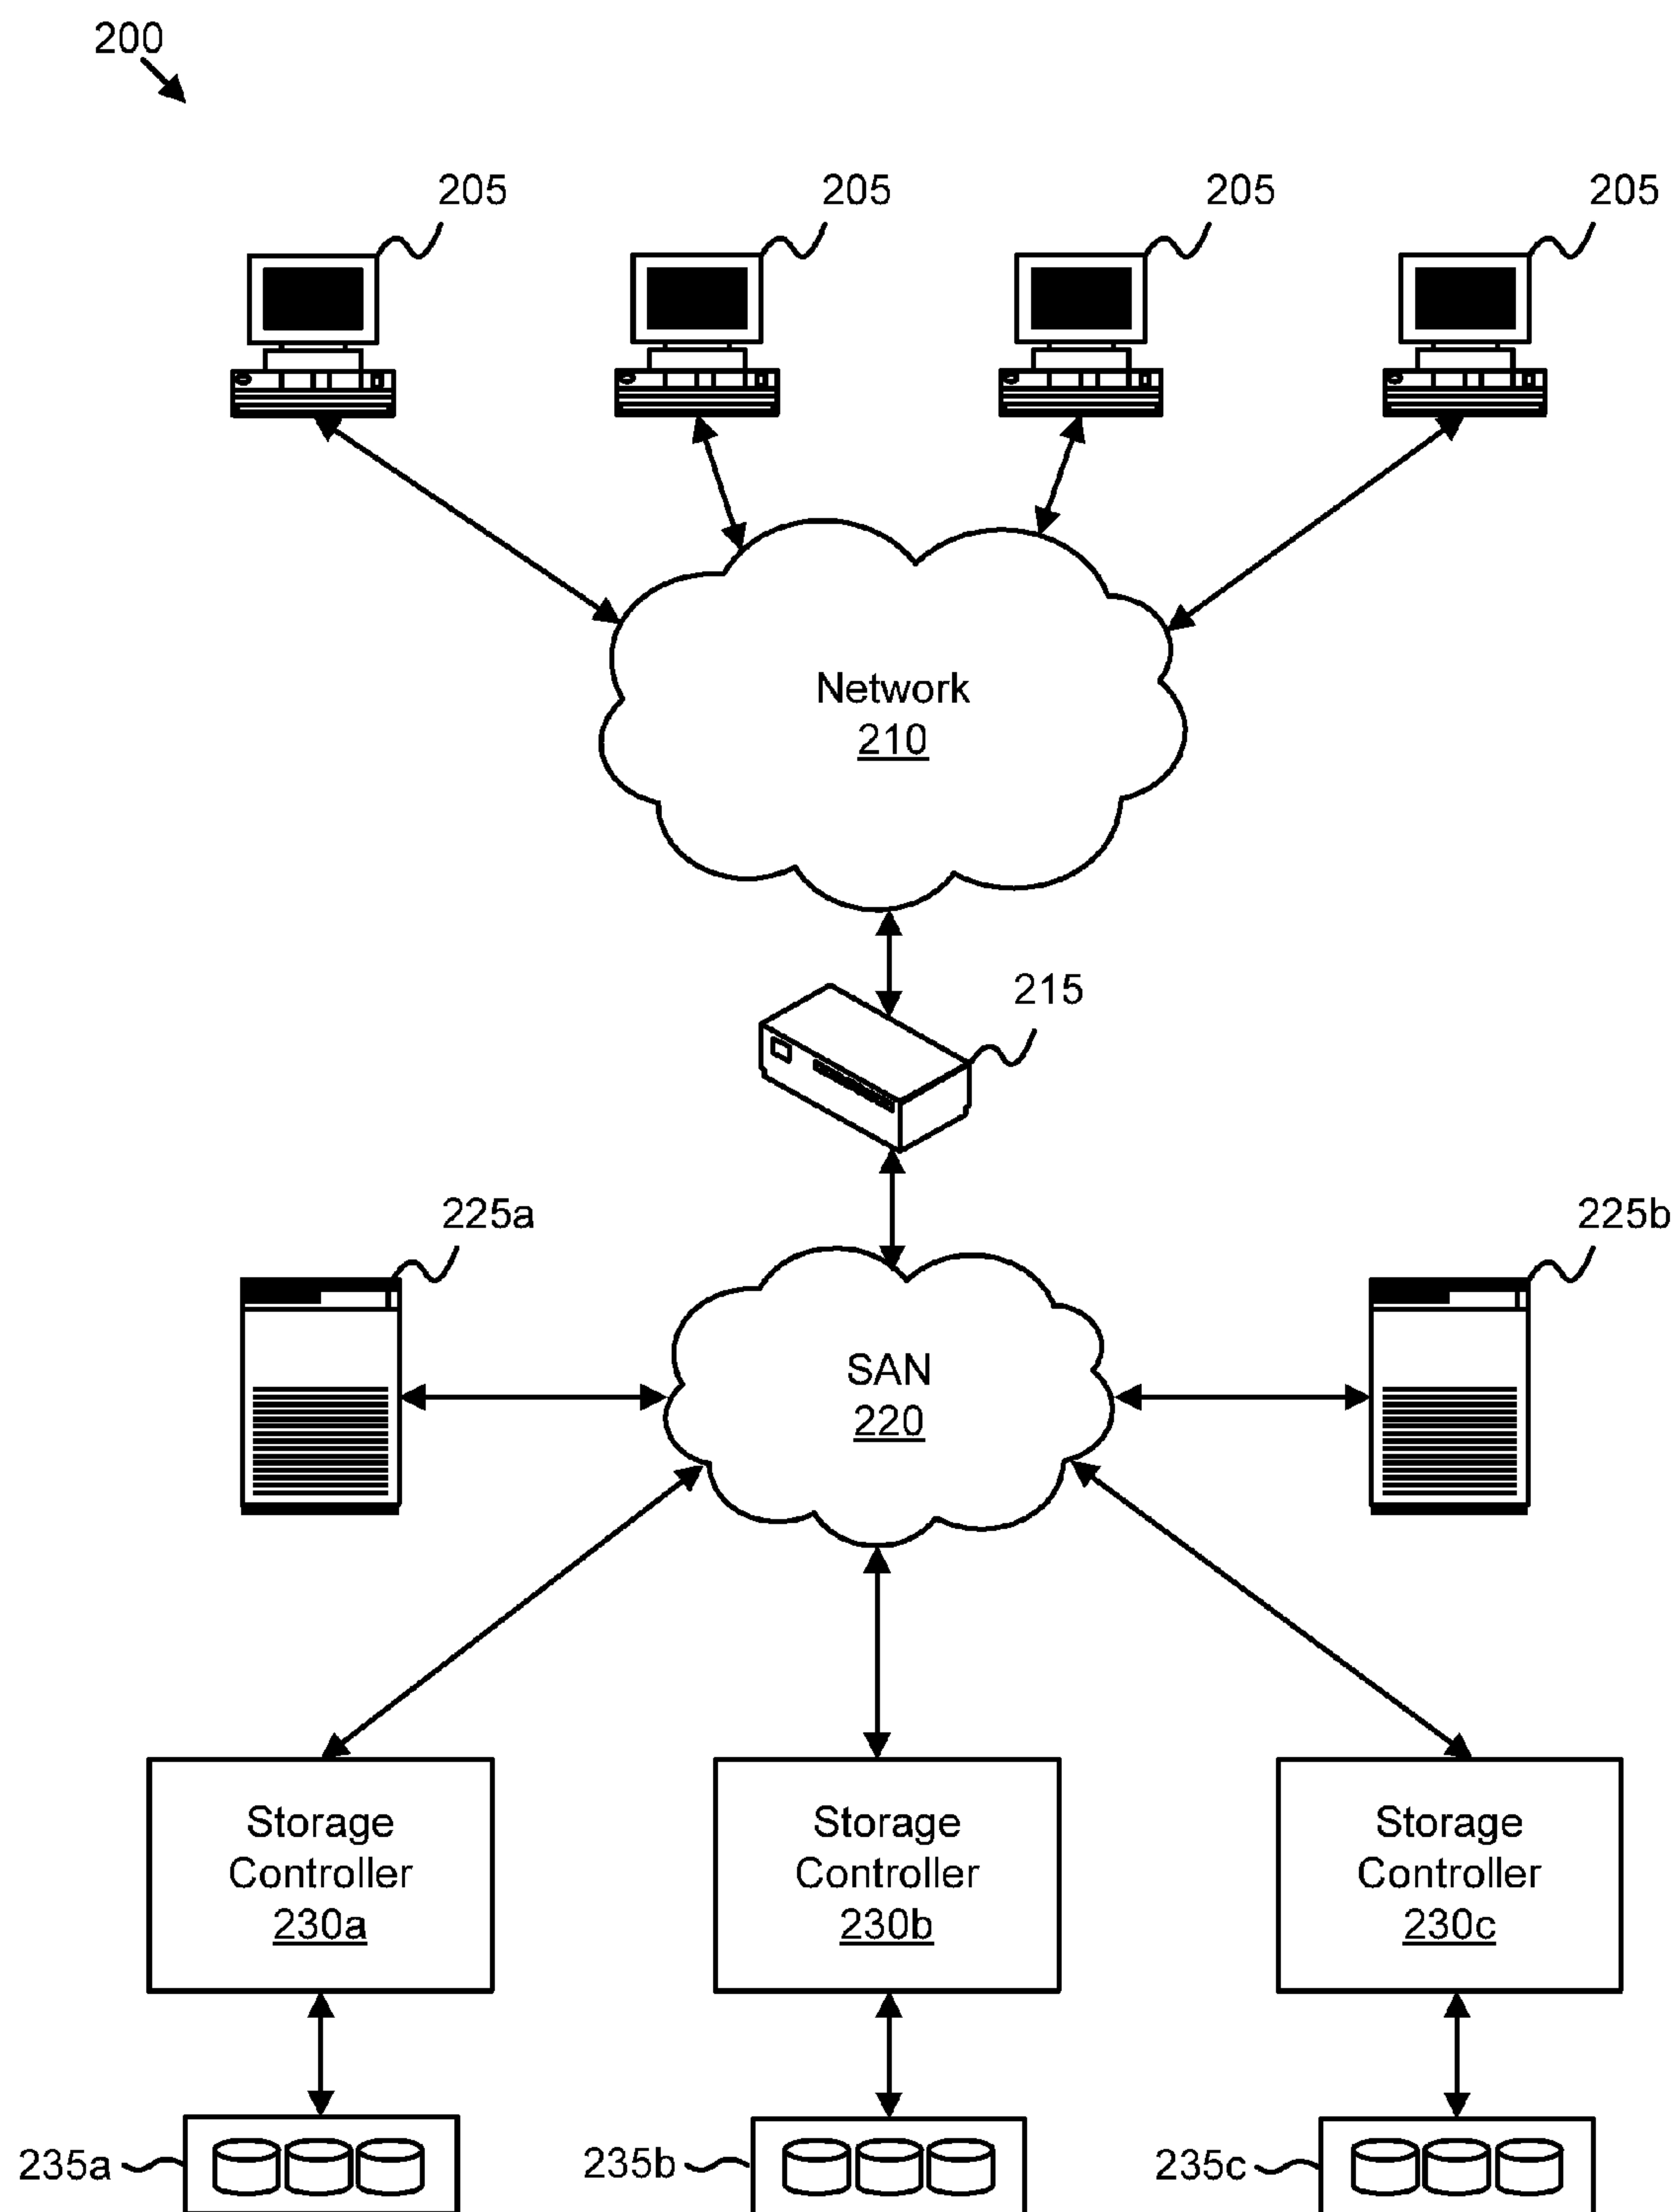 200
205
205
205
205
Network
210
215
225a
225b
SAN
220
Storage
Controller
230a
Storage
Controller
230b
Storage
Controller
230c
235a
235b
235c